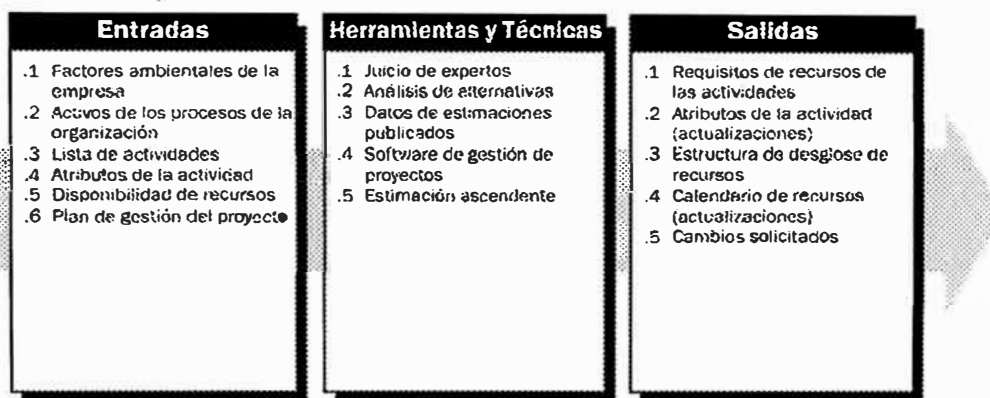 Entradas
.1 Factores ambientales de la
empresa
.2 Activos de los procesos de la
organización
.3 Lista de actividades
.4 Atributos de la actividad
.5 Disponibilidad de recursos
.6 Plan de gestión del proyecto
Herramientas y Técnicas
.1 Juicio de expertos
.2 Análisis de alternativas
.3 Datos de estimaciones
publicados
.4 Software de gestión de
proyectos
.5 Estimación ascendente
Salidas
.1 Requisitos de recursos de
las actividades
.2 Atributos de la actividad
(actualizaciones)
.3 Estructura de desglose de
recursos
.4 Calendario de recursos
(actualizaciones)
.5 Cambios solicitados